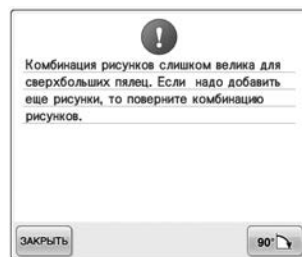 Комбинация рисунков слишком велика для
сверхбольших пялец. Если надо добавить
еще рисунки, то поверните комбинацию
рисунков.
ЗАКРЫТЬ
90°